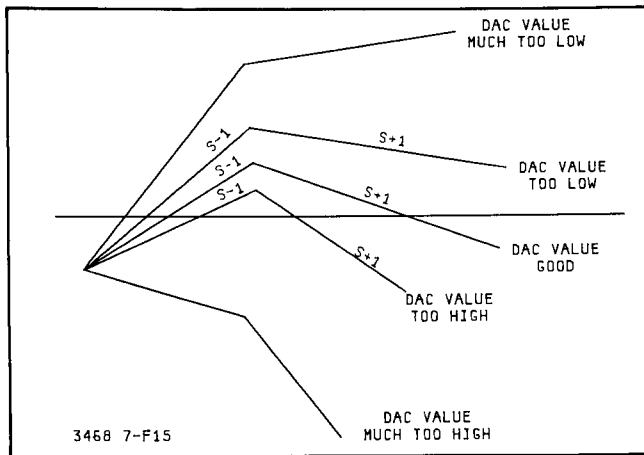 DAC VALUE
MUCH TOO LOW
S-1
S+1
S-1
DAC VALUE
TOO LOW
S-1
S+1
DAC VALUE
GOOD
S+1
DAC VALUE
TOO HIGH
DAC VALUE
MUCH TOO HIGH
3468 7-F15